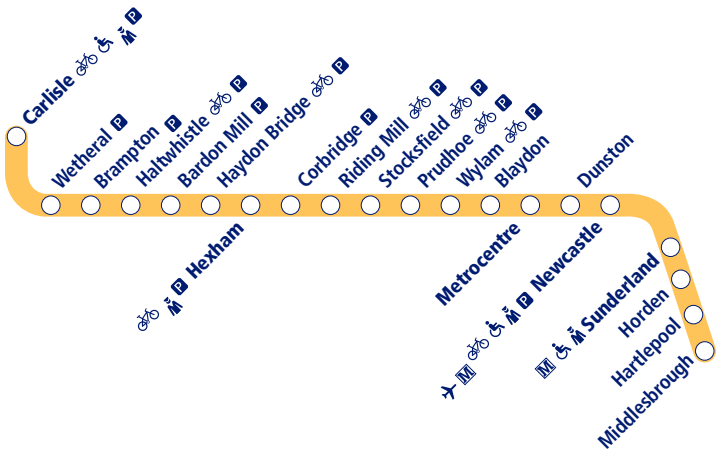 Carlisle P
Wetheral P
Brampton P
Haltwhistle P
Bardon Mill P
Haydon Bridge P
Hexham P
Corbridge P
Riding Mill P
Stocksfield P
Prudhoe P
Wylam P
Blaydon
Metrocentre
Dunston
M P Newcastle
M Sunderland
Horden
Hartlepool
Middlesbrough